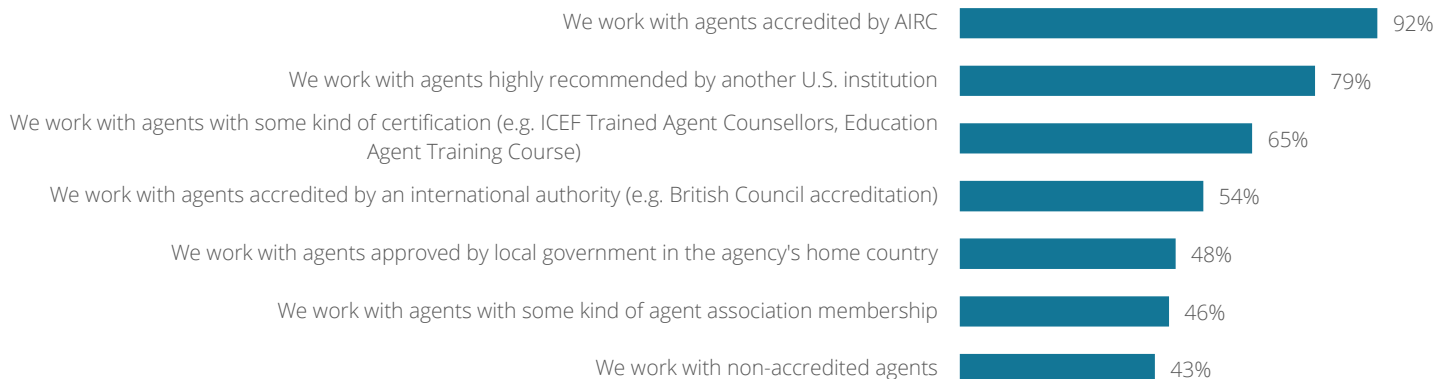 We work with agents accredited by AIRC 92%
We work with agents highly recommended by another U.S. institution 79%
We work with agents with some kind of certification (e.g. ICEF Trained Agent Counsellors, Education
Agent Training Course) 65%
We work with agents accredited by an international authority (e.g. British Council accreditation) 54%
We work with agents approved by local government in the agency's home country 48%
We work with agents with some kind of agent association membership 46%
We work with non-accredited agents 43%